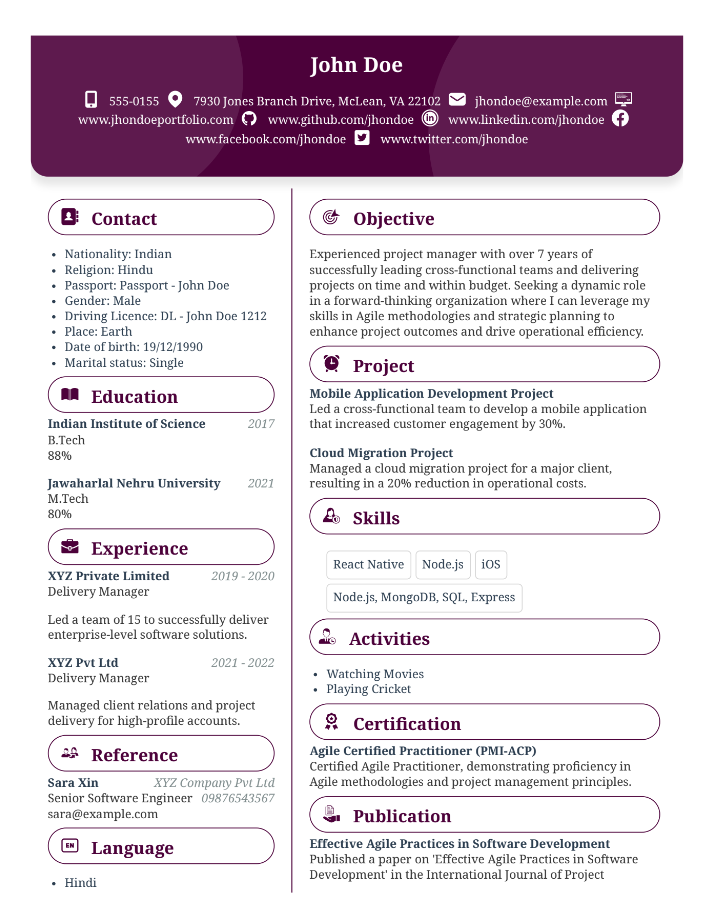 John Doe
555-0155 7930 Jones Branch Drive, McLean, VA 22102 jhondoe@example.com
www.jhondoeportfolio.com www.github.com/jhondoe www.linkedin.com/jhondoe
www.facebook.com/jhondoe www.twitter.com/jhondoe
Contact
• Nationality: Indian
• Religion: Hindu
• Passport: Passport - John Doe
• Gender: Male
• Driving Licence: DL - John Doe 1212
• Place: Earth
• Date of birth: 19/12/1990
• Marital status: Single
Education
Indian Institute of Science 2017
B.Tech
88%
Jawaharlal Nehru University 2021
M.Tech
80%
Experience
XYZ Private Limited 2019 - 2020
Delivery Manager
Led a team of 15 to successfully deliver
enterprise-level software solutions.
XYZ Pvt Ltd 2021 - 2022
Delivery Manager
Managed client relations and project
delivery for high-profile accounts.
Reference
Sara Xin XYZ Company Pvt Ltd
Senior Software Engineer 09876543567
sara@example.com
EN Language
• Hindi
Objective
Experienced project manager with over 7 years of
successfully leading cross-functional teams and delivering
projects on time and within budget. Seeking a dynamic role
in a forward-thinking organization where I can leverage my
skills in Agile methodologies and strategic planning to
enhance project outcomes and drive operational efficiency.
Project
Mobile Application Development Project
Led a cross-functional team to develop a mobile application
that increased customer engagement by 30%.
Cloud Migration Project
Managed a cloud migration project for a major client,
resulting in a 20% reduction in operational costs.
Skills
React Native Node.js iOS
Node.js, MongoDB, SQL, Express
Activities
• Watching Movies
• Playing Cricket
Certification
Agile Certified Practitioner (PMI-ACP)
Certified Agile Practitioner, demonstrating proficiency in
Agile methodologies and project management principles.
Publication
Effective Agile Practices in Software Development
Published a paper on 'Effective Agile Practices in Software
Development' in the International Journal of Project